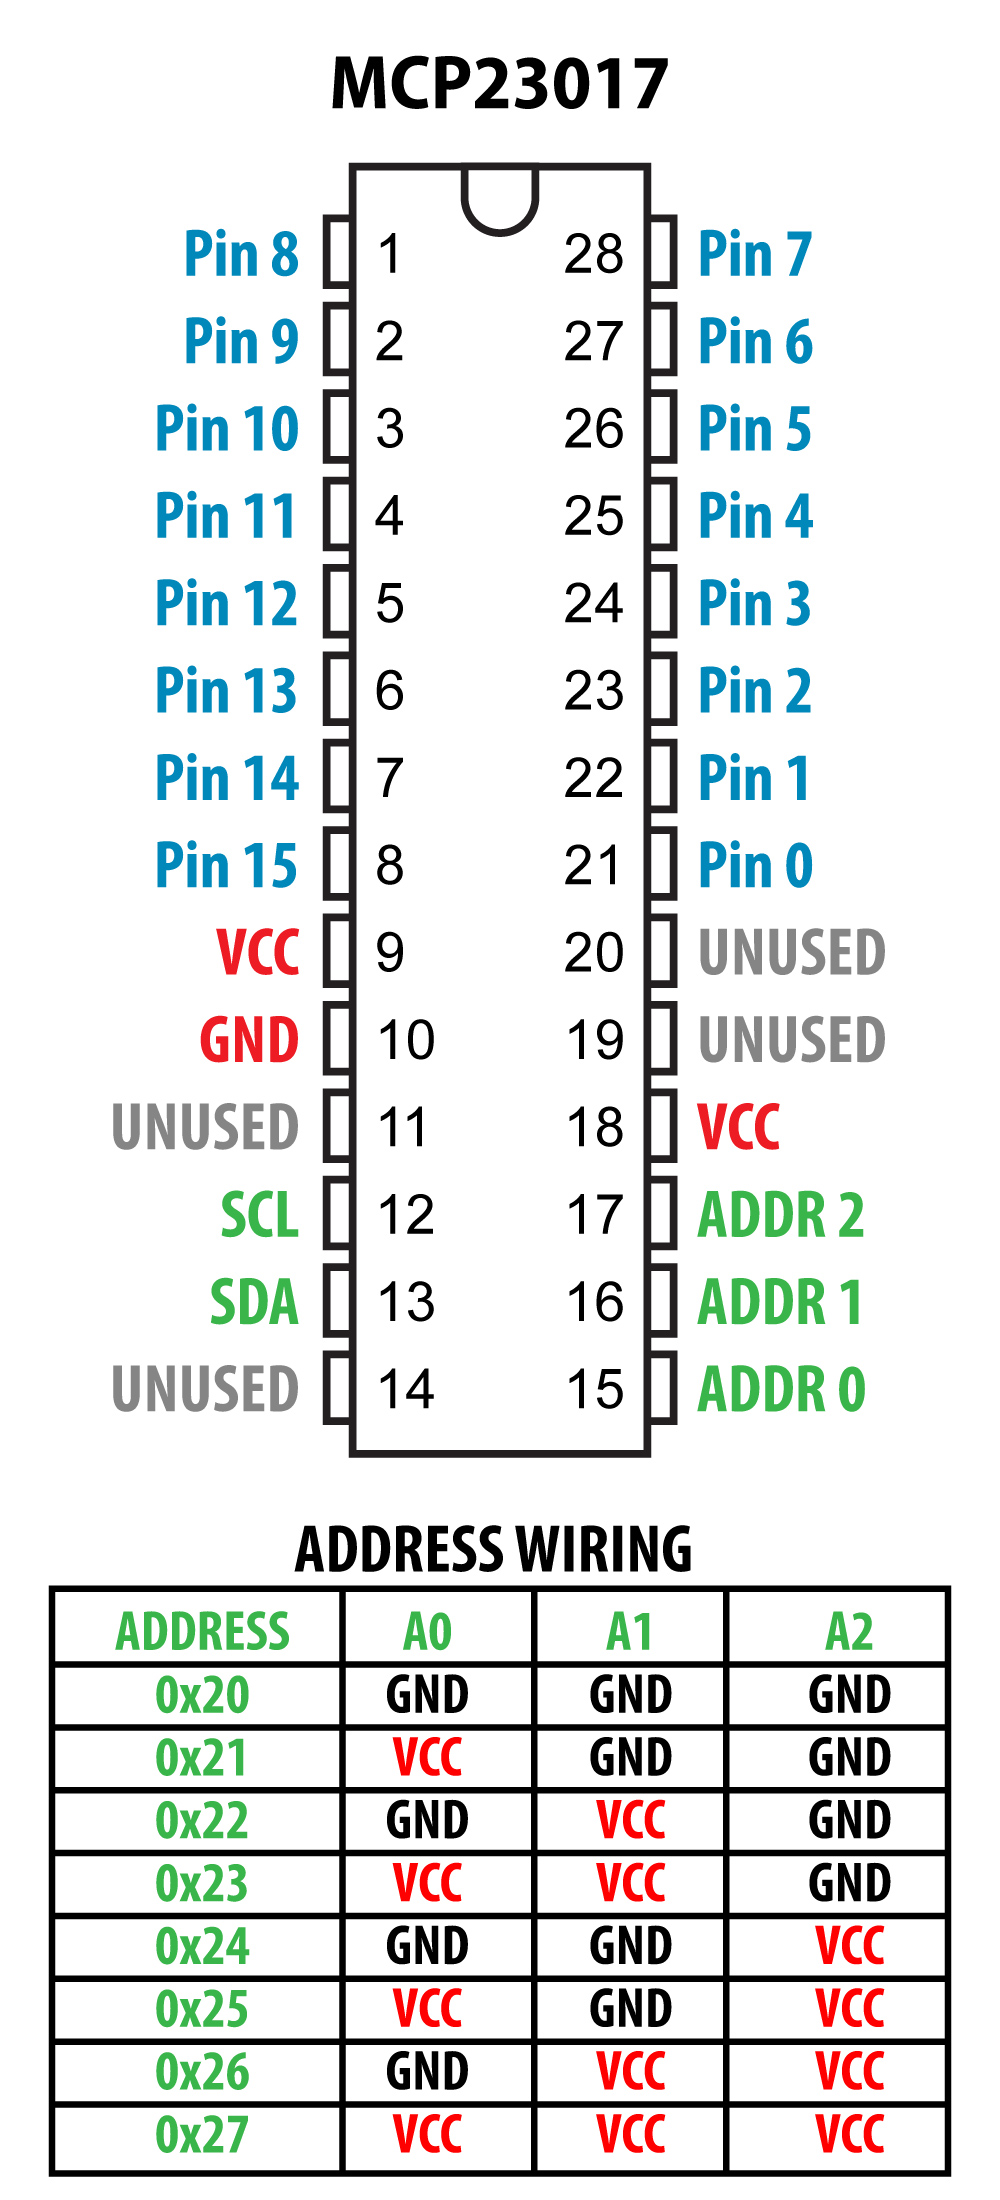 MCP23017
Pin 8 1 28 Pin 7
Pin 9 2 27 Pin 6
Pin 10 3 26 Pin 5
Pin 11 4 25 Pin 4
Pin 12 5 24 Pin 3
Pin 13 6 23 Pin 2
Pin 14 7 22 Pin 1
Pin 15 8 21 Pin 0
VCC 9 20 UNUSED
GND 10 19 UNUSED
UNUSED 11 18 VCC
SCL 12 17 ADDR 2
SDA 13 16 ADDR 1
UNUSED 14 15 ADDR 0
ADDRESS WIRING
ADDRESS A0 A1 A2
0x20 GND GND GND
0x21 VCC GND GND
0x22 GND VCC GND
0x23 VCC VCC GND
0x24 GND GND VCC
0x25 VCC GND VCC
0x26 GND VCC VCC
0x27 VCC VCC VCC